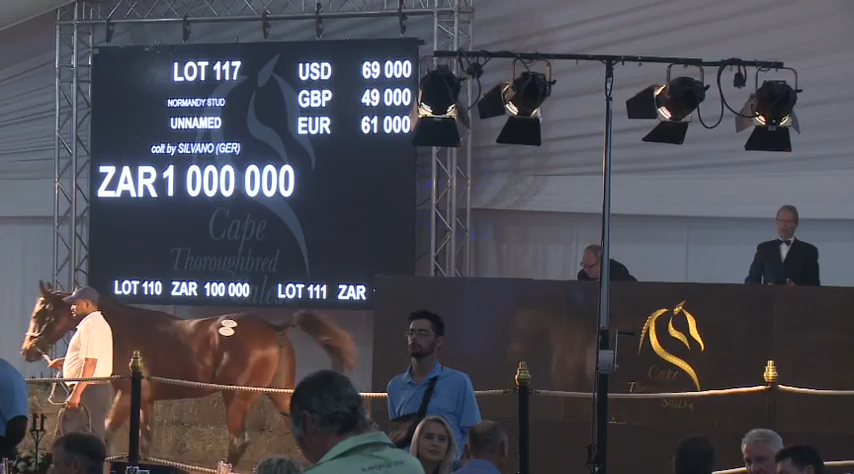 LOT 117
USD 69 000
NORMANDY STUD
GBP 49 000
UNNAMED
EUR 61 000
colt by SILVANO (GER)
ZAR 1 000 000
Cape
Thoroughbred
Sales
LOT 110 ZAR 100 000 LOT 111 ZAR
Cape